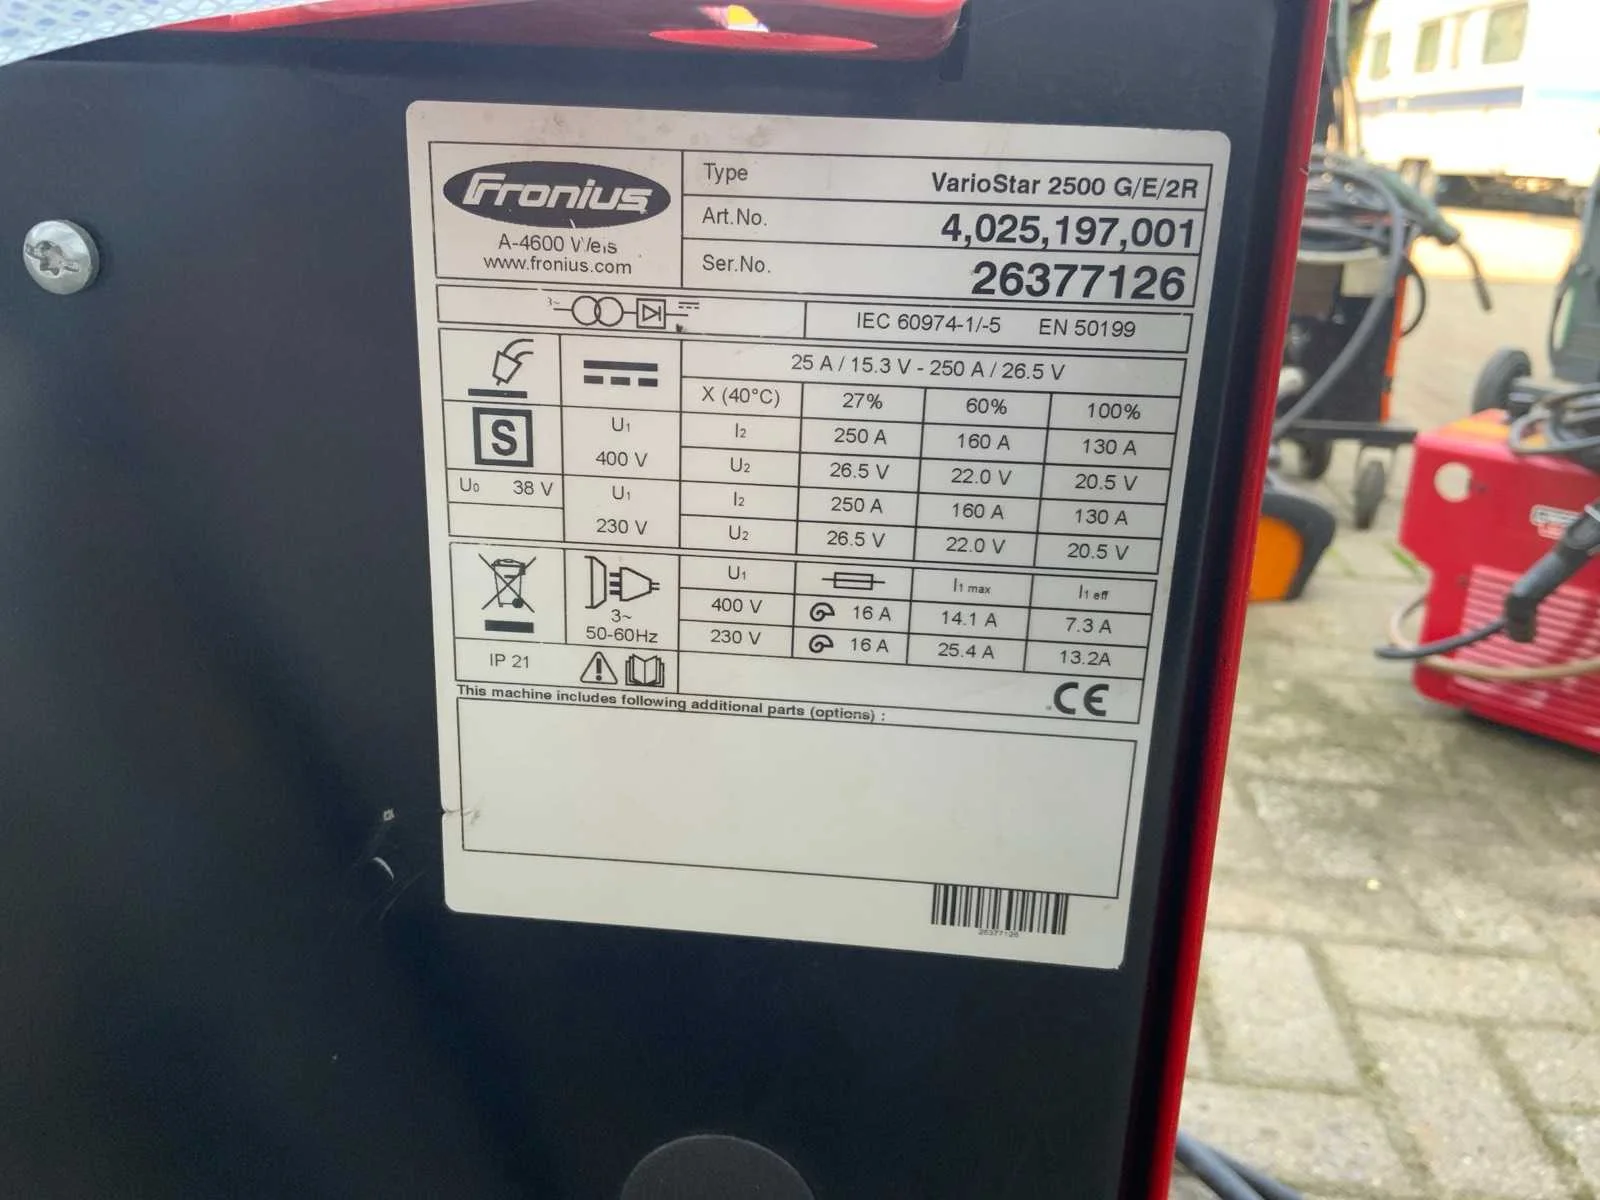 Fronius
A-4600 Wels
www.fronius.com
Type VarioStar 2500 G/E/2R
Art.No. 4,025,197,001
Ser.No. 26377126
3~
IEC 60974-1/-5 EN 50199
25 A / 15.3 V - 250 A / 26.5 V
X (40°C) 27% 60% 100%
S
U1 400 V
I2 250 A 160 A 130 A
U2 26.5 V 22.0 V 20.5 V
U0 38 V
U1 230 V
I2 250 A 160 A 130 A
U2 26.5 V 22.0 V 20.5 V
3~
50-60Hz
U1 I1 max I1 eff
400 V 16 A 14.1 A 7.3 A
230 V 16 A 25.4 A 13.2A
IP 21
CE
This machine includes following additional parts (options) :
26377126